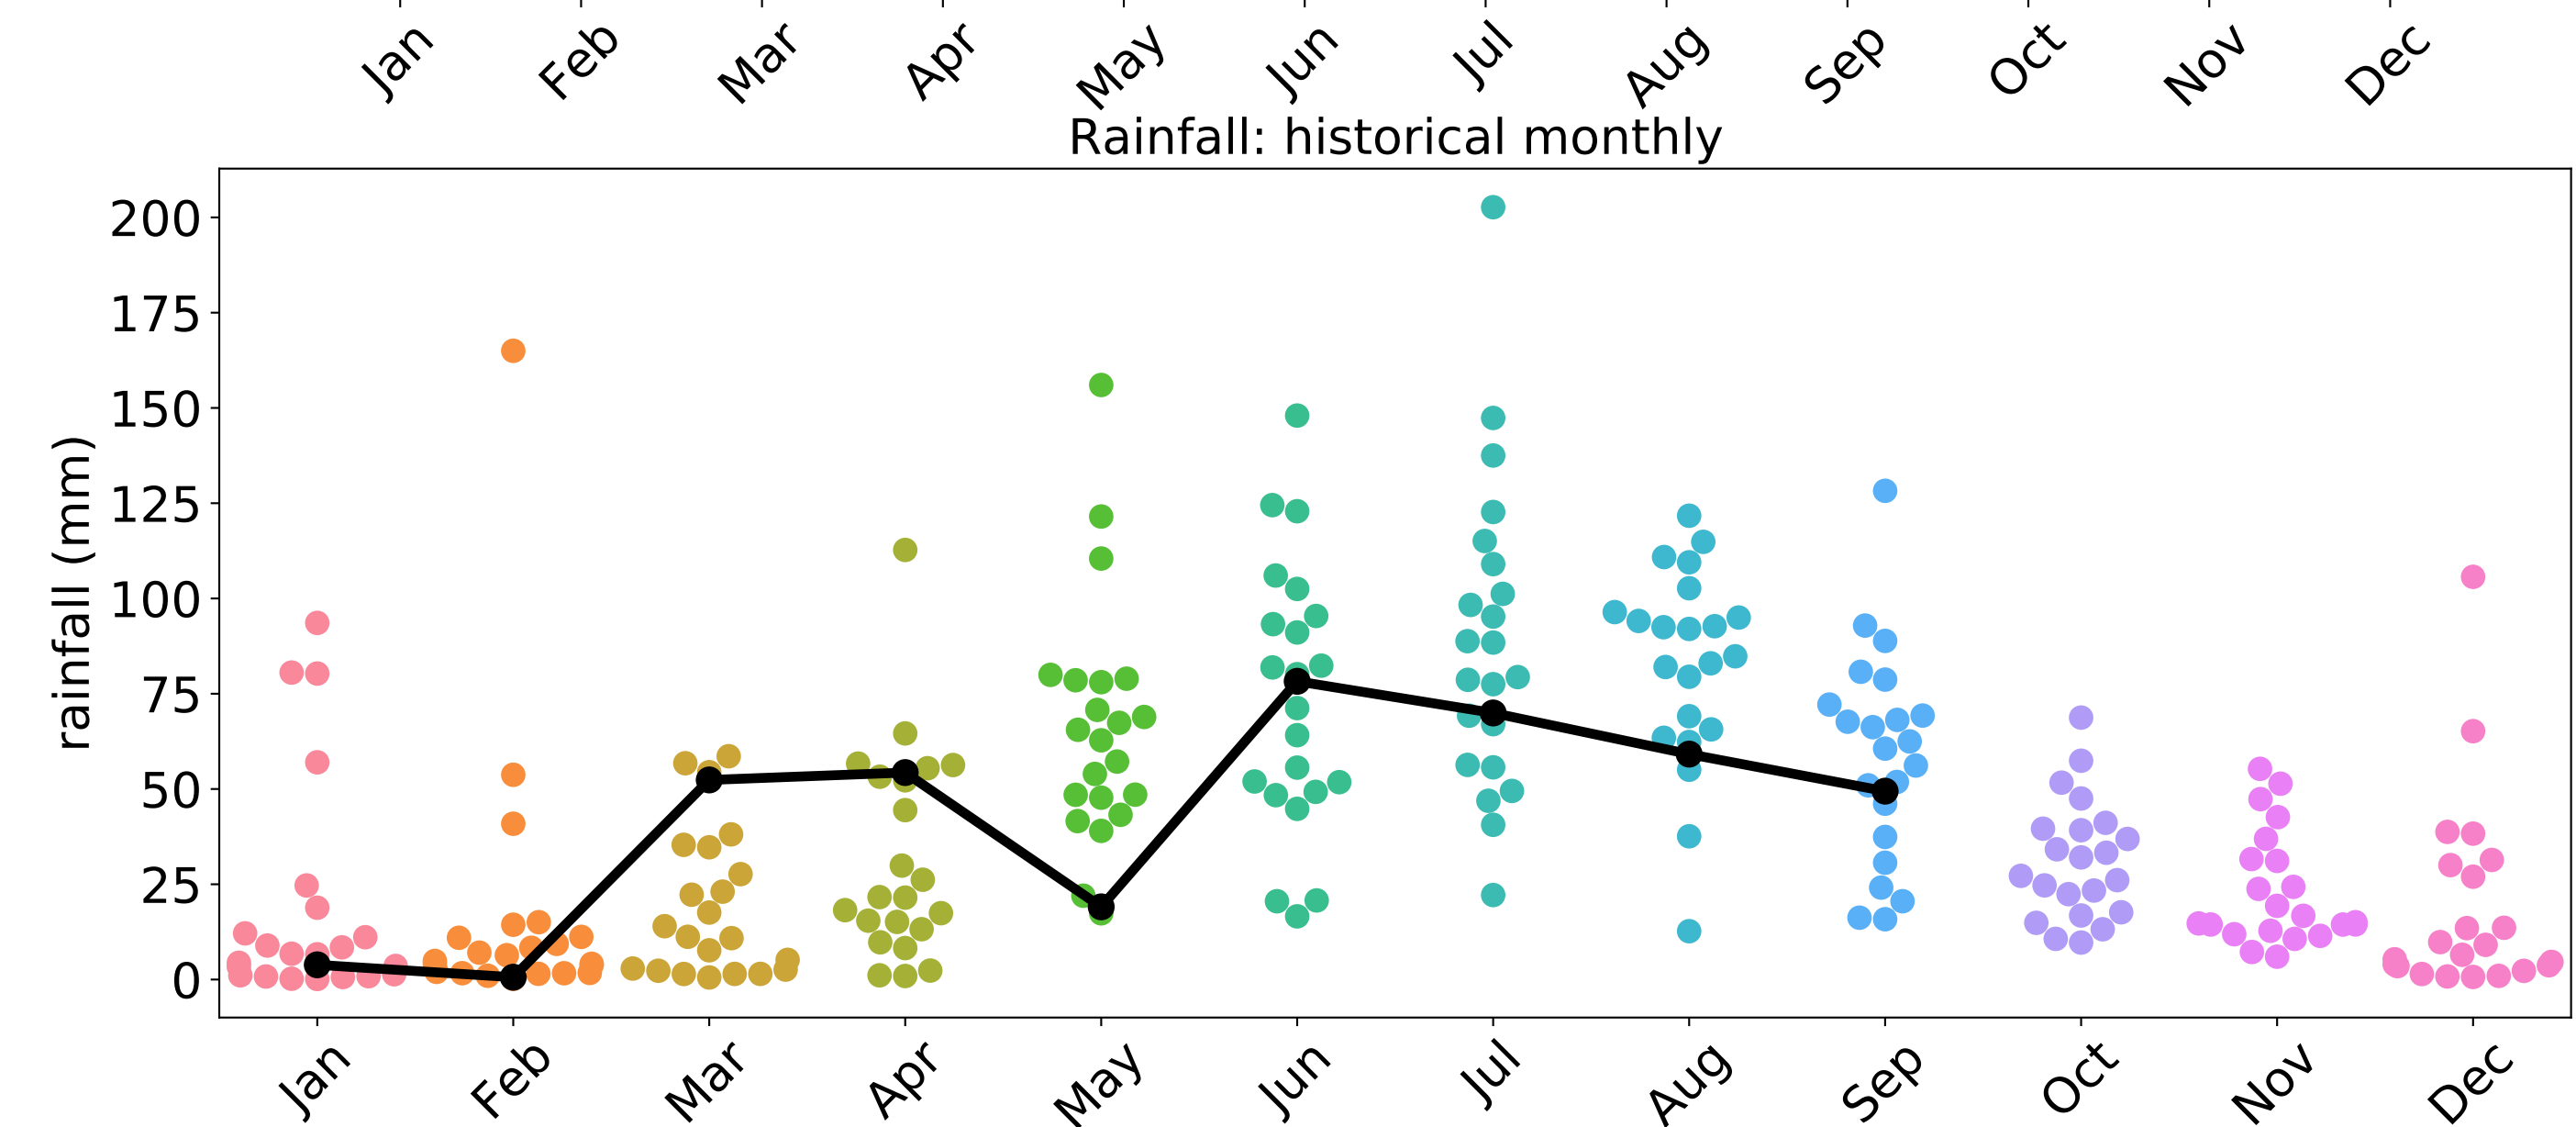 Jan Feb Mar Apr May Jun Jul Aug Sep Oct Nov Dec
Rainfall: historical monthly
200
175
150
125
100
75
50
25
0
rainfall (mm)
Jan Feb Mar Apr May Jun Jul Aug Sep Oct Nov Dec